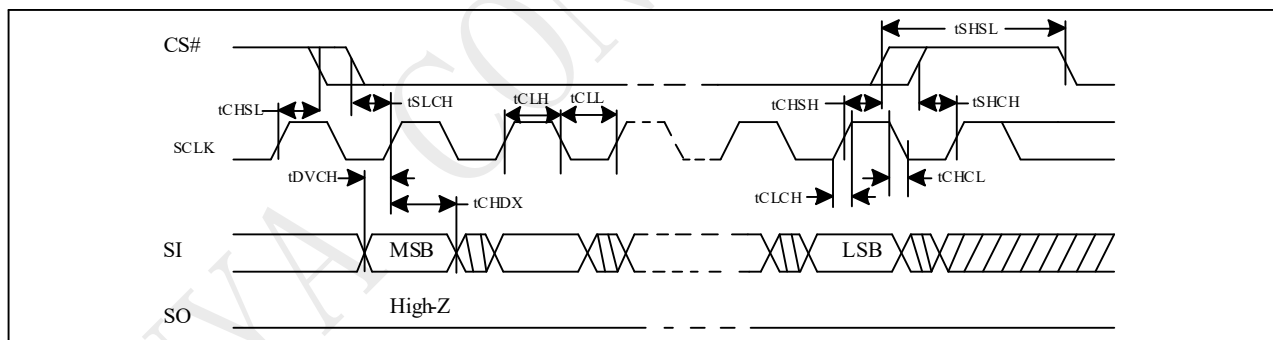 tSHSL
CS#
tCHSL
tSLCH
tCLH
tCLL
tCHSH
tSHCH
SCLK
tDVCH
tCHDX
tCLCH
tCHCL
SI
MSB
LSB
High-Z
SO